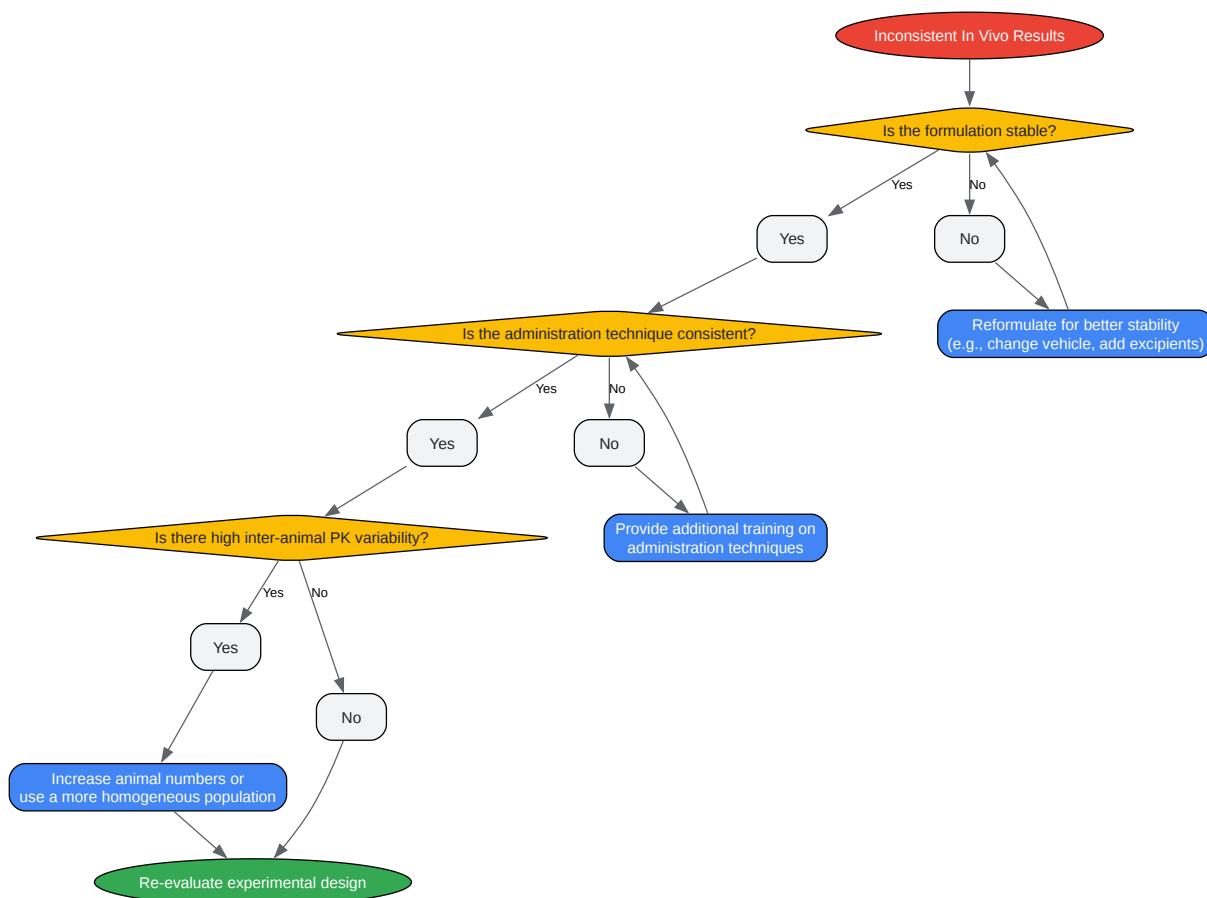 Inconsistent In Vivo Results
Is the formulation stable?
Yes
No
Yes
No
Reformulate for better stability
(e.g., change vehicle, add excipients)
Is the administration technique consistent?
Yes
No
Yes
No
Provide additional training on
administration techniques
Is there high inter-animal PK variability?
Yes
No
Yes
No
Increase animal numbers or
use a more homogeneous population
Re-evaluate experimental design